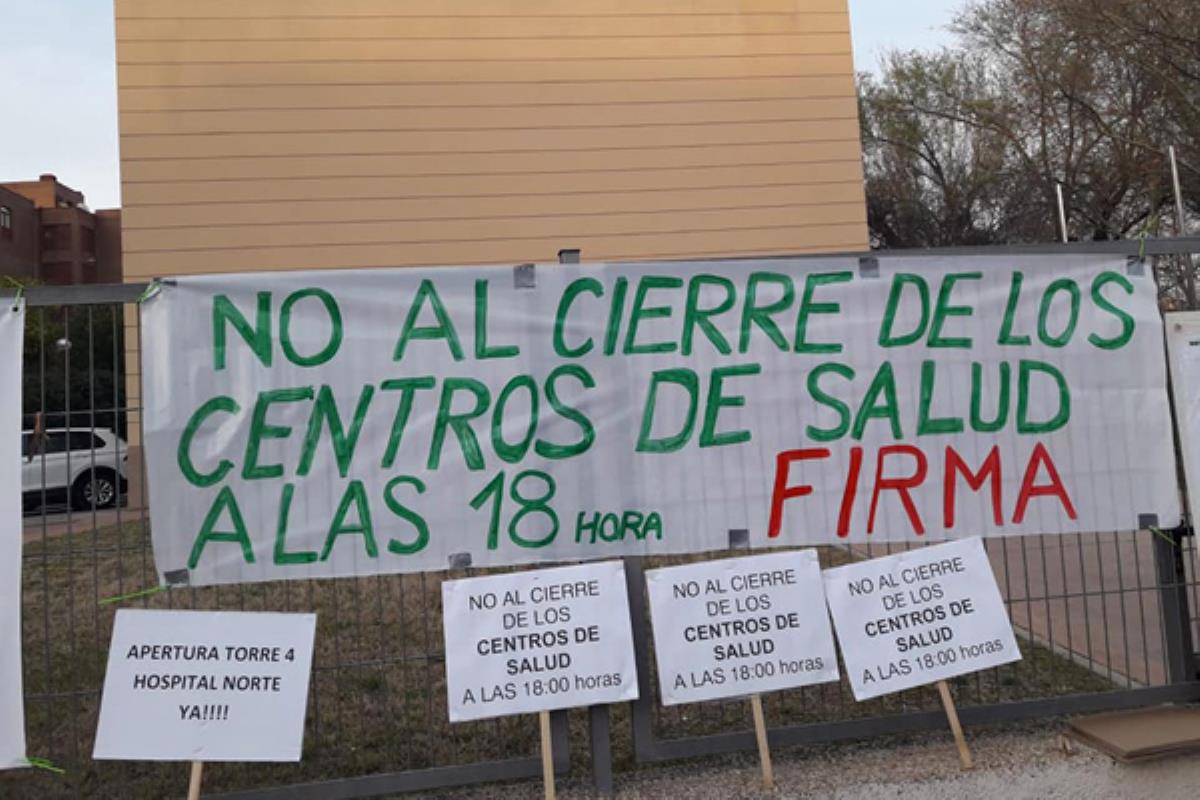 NO AL CIERRE DE LOS
CENTROS DE SALUD
A LAS 18 HORA FIRMA
APERTURA TORRE 4
HOSPITAL NORTE
YA!!!!
NO AL CIERRE
DE LOS
CENTROS DE
SALUD
A LAS 18:00 horas
NO AL CIERRE
DE LOS
CENTROS DE
SALUD
A LAS 18:00 horas
NO AL CIERRE
DE LOS
CENTROS DE
SALUD
A LAS 18:00 horas